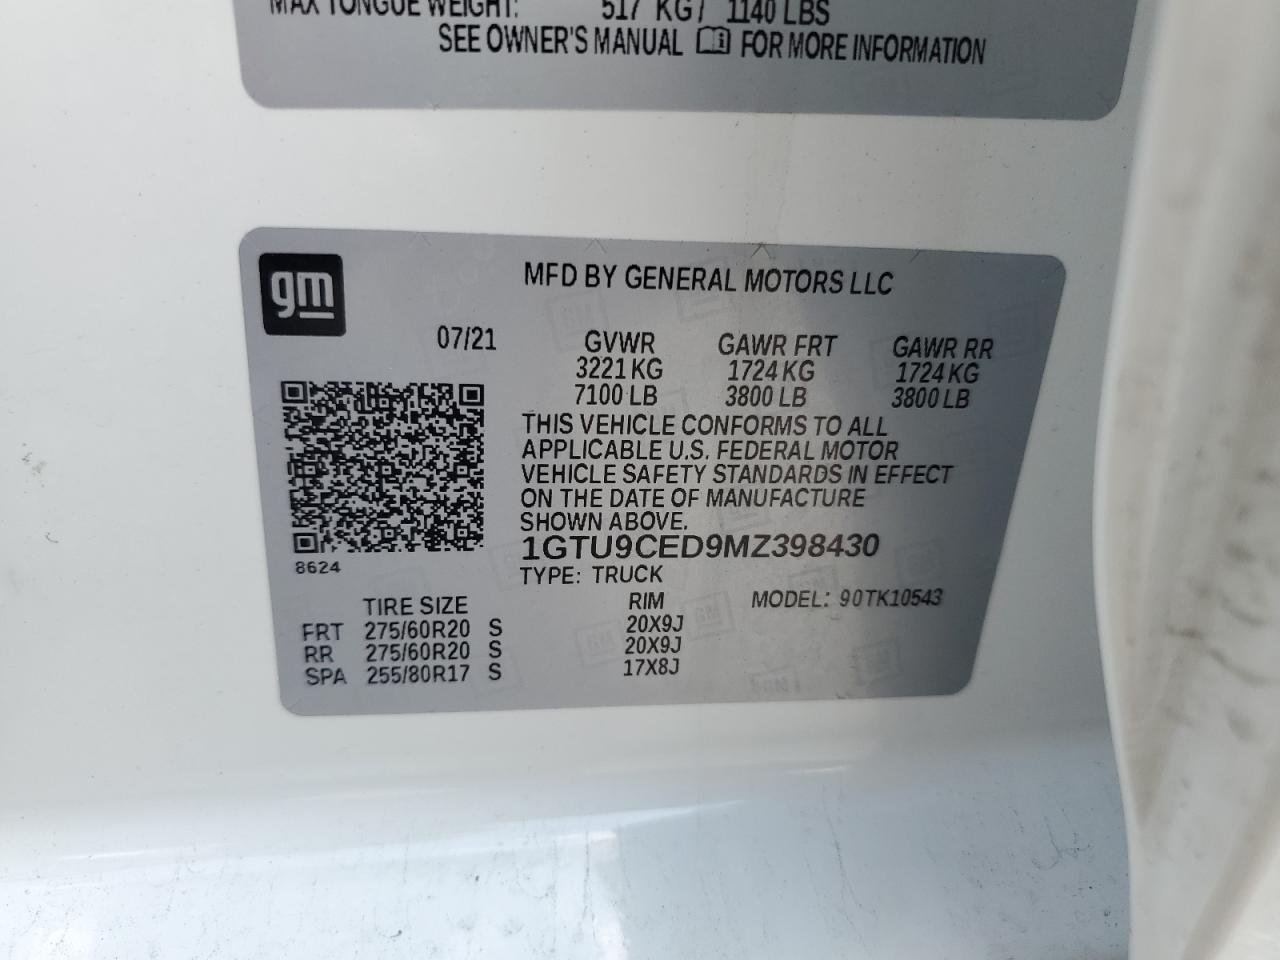 MAX TONGUE WEIGHT: 517 KG / 1140 LBS
SEE OWNER'S MANUAL FOR MORE INFORMATION
gm
MFD BY GENERAL MOTORS LLC
07/21 GVWR GAWR FRT GAWR RR
3221 KG 1724 KG 1724 KG
7100 LB 3800 LB 3800 LB
THIS VEHICLE CONFORMS TO ALL
APPLICABLE U.S. FEDERAL MOTOR
VEHICLE SAFETY STANDARDS IN EFFECT
ON THE DATE OF MANUFACTURE
SHOWN ABOVE.
1GTU9CED9MZ398430
8624
TYPE: TRUCK
TIRE SIZE RIM MODEL: 90TK10543
FRT 275/60R20 S 20X9J
RR 275/60R20 S 20X9J
SPA 255/80R17 S 17X8J